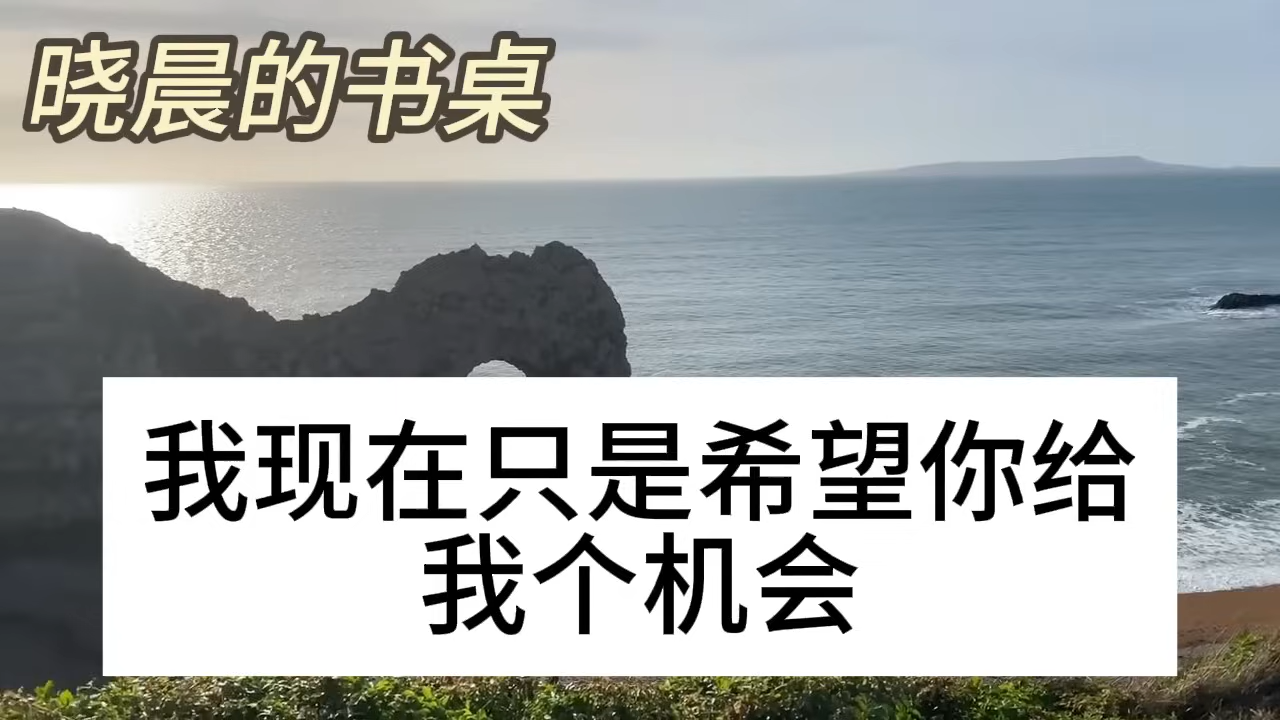 晓晨的书桌
我现在只是希望你给
我个机会